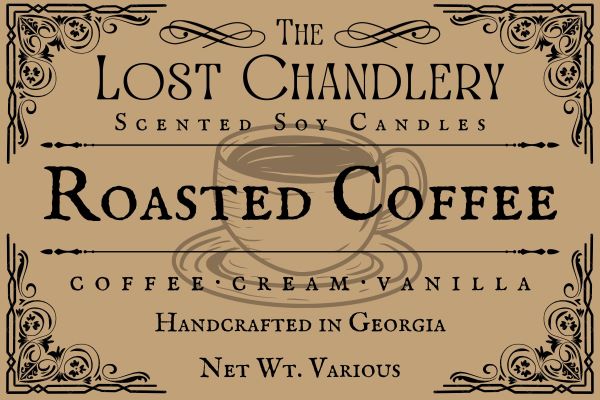 The
Lost Chandlery
Scented Soy Candles
Roasted Coffee
coffee·cream·vanilla
Handcrafted in Georgia
Net Wt. Various